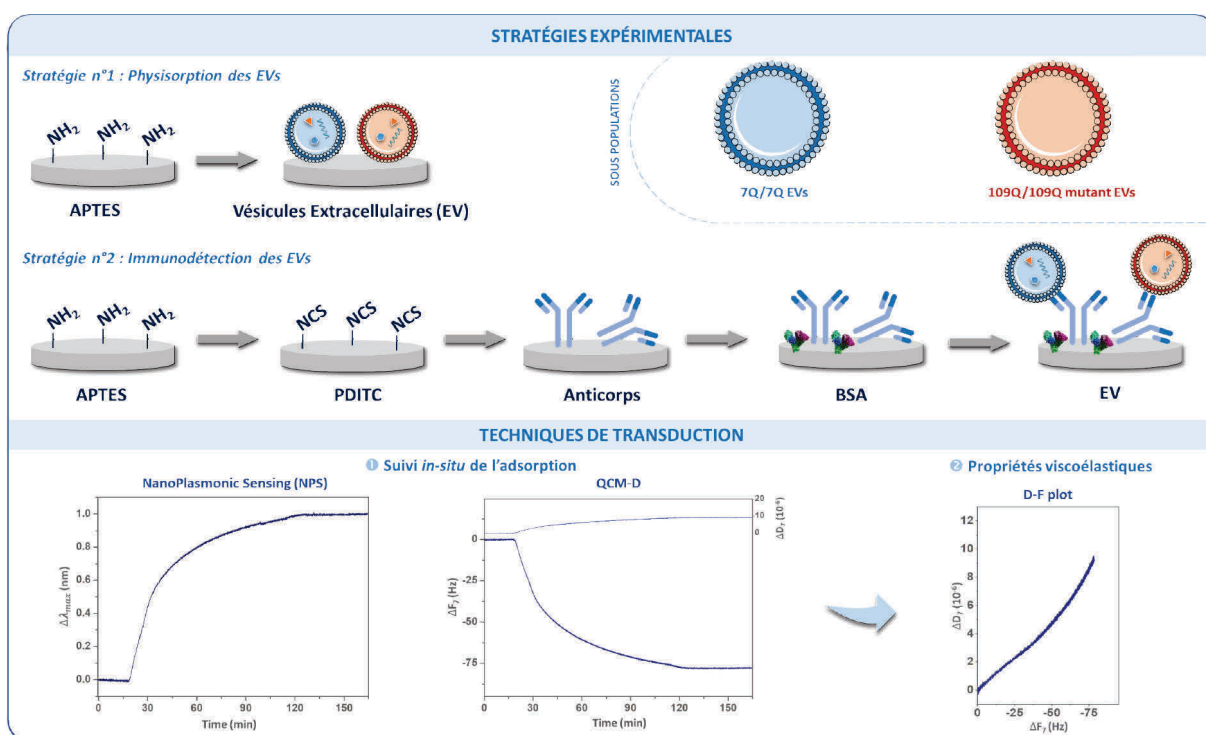 STRATÉGIES EXPÉRIMENTALES
Stratégie n°1 : Physisorption des EVs
NH₂ NH₂ NH₂
APTES
Vésicules Extracellulaires (EV)
SOUS POPULATIONS
7Q/7Q EVs
109Q/109Q mutant EVs
Stratégie n°2 : Immunodétection des EVs
NH₂ NH₂ NH₂
NCS NCS NCS
APTES
PDITC
Anticorps
BSA
EV
TECHNIQUES DE TRANSDUCTION
❶ Suivi in-situ de l'adsorption
❷ Propriétés viscoélastiques
NanoPlasmonic Sensing (NPS)
Δλmax (nm)
1.0
0.8
0.6
0.4
0.2
0.0
0 30 60 90 120 150
Time (min)
QCM-D
ΔF₇ (Hz)
0
-25
-50
-75
20
10
0
ΔD₇ (10⁻⁶)
0 30 60 90 120 150
Time (min)
D-F plot
ΔD₇ (10⁻⁶)
12
10
8
6
4
2
0
0 -25 -50 -75
ΔF₇ (Hz)